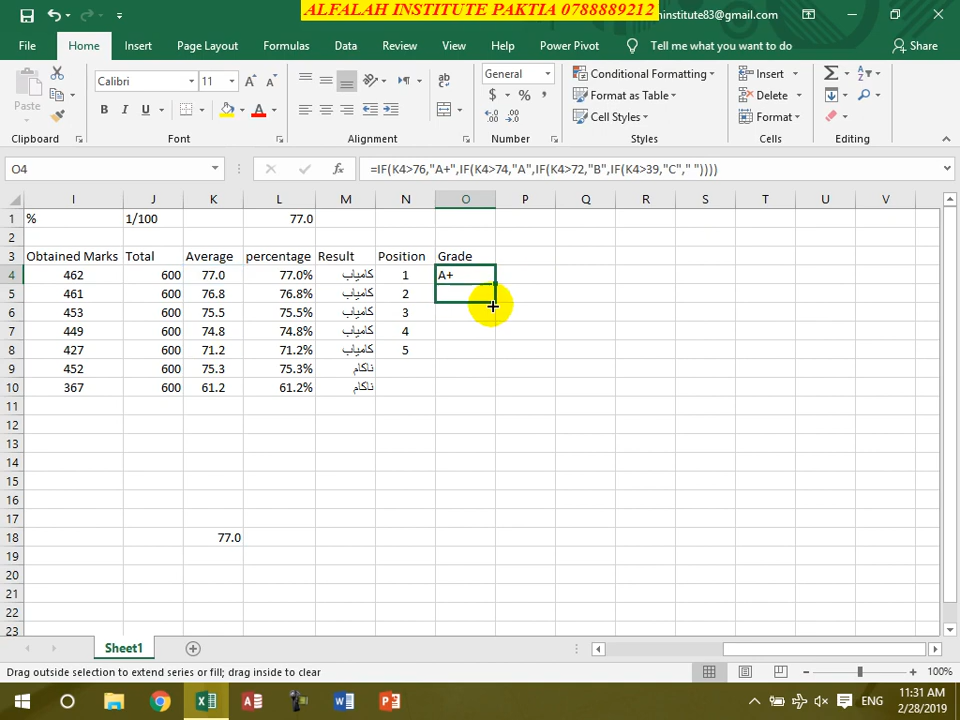 ALFALAH INSTITUTE PAKTIA 0788889212
ninstitute83@gmail.com
File Home Insert Page Layout Formulas Data Review View Help Power Pivot Tell me what you want to do Share
Paste
Calibri 11
General
Conditional Formatting
Format as Table
Cell Styles
Insert
Delete
Format
Clipboard Font Alignment Number Styles Cells Editing
O4 fx =IF(K4>76,"A+",IF(K4>74,"A",IF(K4>72,"B",IF(K4>39,"C"," "))))
I J K L M N O P Q R S T U V
1 % 1/100 77.0
2
3 Obtained Marks Total Average percentage Result Position Grade
4 462 600 77.0 77.0% کامیاب 1 A+
5 461 600 76.8 76.8% کامیاب 2
6 453 600 75.5 75.5% کامیاب 3
7 449 600 74.8 74.8% کامیاب 4
8 427 600 71.2 71.2% کامیاب 5
9 452 600 75.3 75.3% ناکام
10 367 600 61.2 61.2% ناکام
11
12
13
14
15
16
17
18 77.0
19
20
21
22
23
Sheet1
Drag outside selection to extend series or fill; drag inside to clear 100%
ENG 11:31 AM
2/28/2019